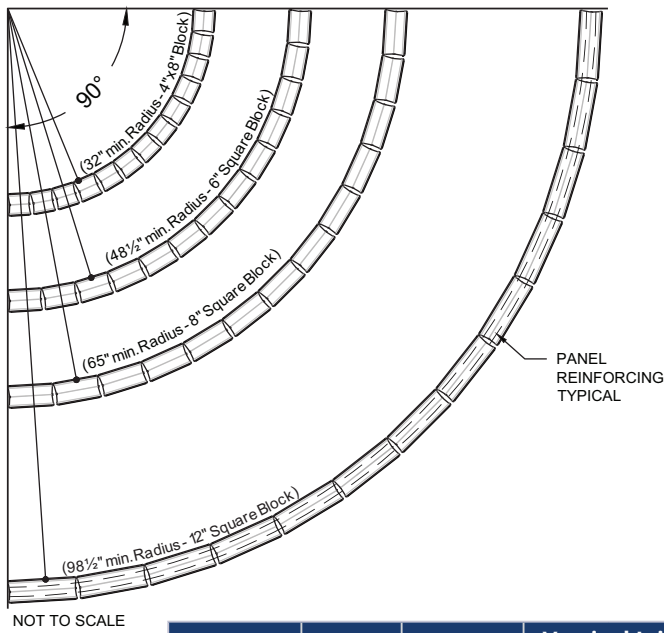 90°
(32" min. Radius - 4"x8" Block)
(48½" min. Radius - 6" Square Block)
(65" min. Radius - 8" Square Block)
PANEL
REINFORCING
TYPICAL
(98½" min. Radius - 12" Square Block)
NOT TO SCALE